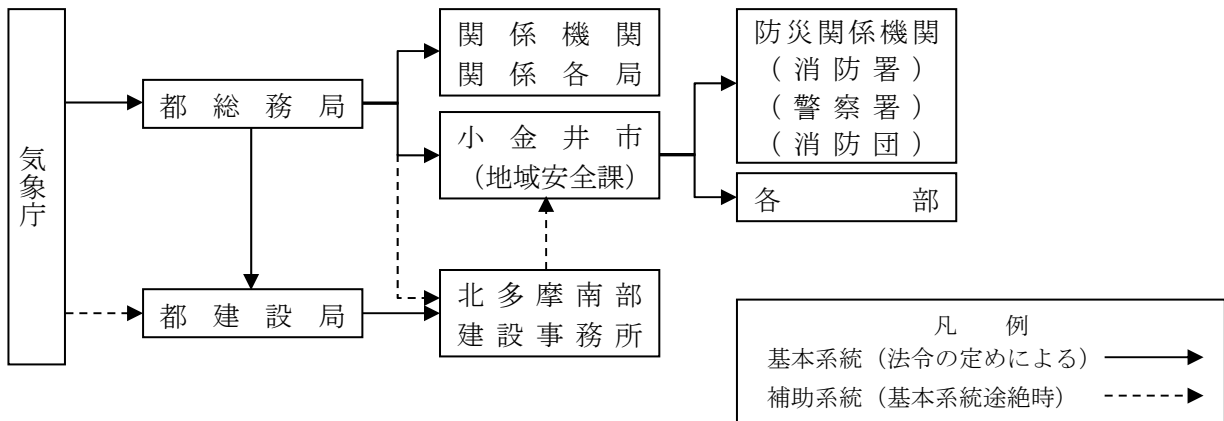 気象庁
都総務局
都建設局
関係機関
関係各局
小金井市
(地域安全課)
北多摩南部
建設事務所
防災関係機関
(消防署)
(警察署)
(消防団)
各部
凡例
基本系統(法令の定めによる)
補助系統(基本系統途絶時)